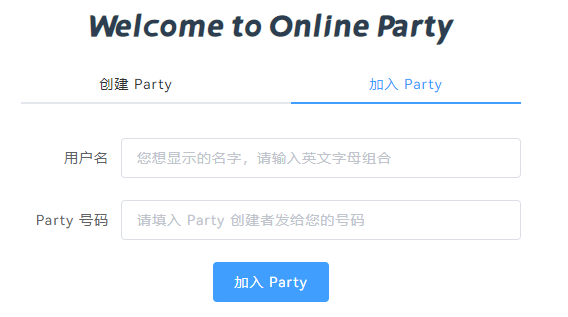 Welcome to Online Party
创建 Party
加入 Party
用户名
您想显示的名字，请输入英文字母组合
Party 号码
请填入 Party 创建者发给您的号码
加入 Party